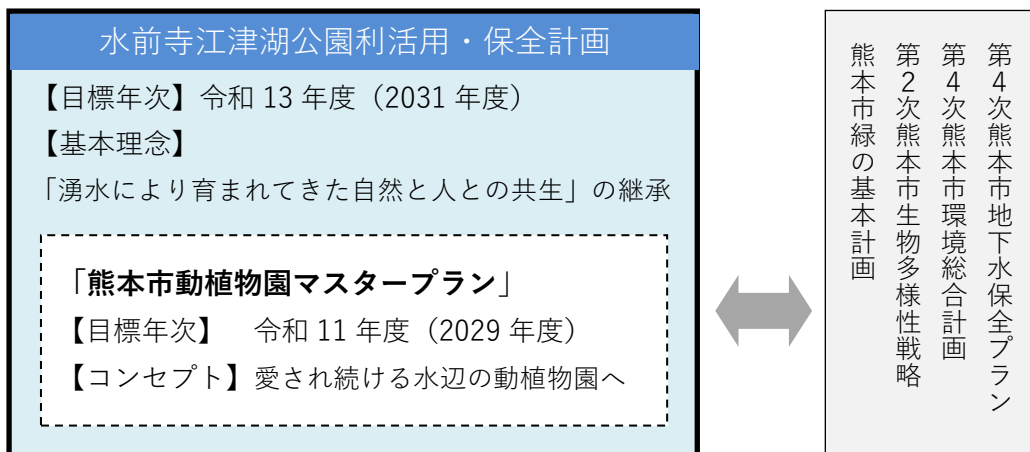 水前寺江津湖公園利活用・保全計画
【目標年次】令和 13 年度（2031 年度）
【基本理念】
「湧水により育まれてきた自然と人との共生」の継承
「熊本市動植物園マスタープラン」
【目標年次】　令和 11 年度（2029 年度）
【コンセプト】愛され続ける水辺の動植物園へ
第４次熊本市地下水保全プラン
第４次熊本市環境総合計画
第２次熊本市生物多様性戦略
熊本市緑の基本計画